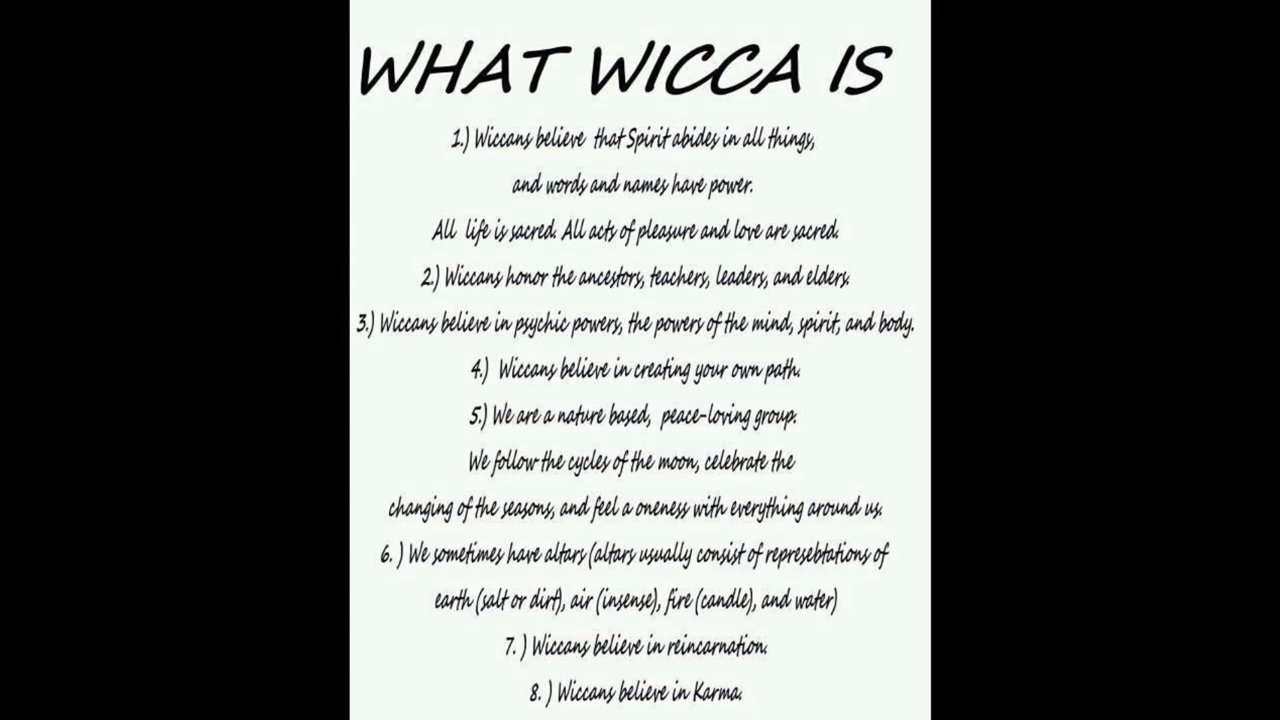 WHAT WICCA IS
1.) Wiccans believe that Spirit abides in all things,
and words and names have power.
All life is sacred. All acts of pleasure and love are sacred.
2.) Wiccans honor the ancestors, teachers, leaders, and elders.
3.) Wiccans believe in psychic powers, the powers of the mind, spirit, and body.
4.) Wiccans believe in creating your own path.
5.) We are a nature based, peace-loving group.
We follow the cycles of the moon, celebrate the
changing of the seasons, and feel a oneness with everything around us.
6. ) We sometimes have altars (altars usually consist of represebtations of
earth (salt or dirt), air (insense), fire (candle), and water)
7. ) Wiccans believe in reincarnation.
8. ) Wiccans believe in Karma.